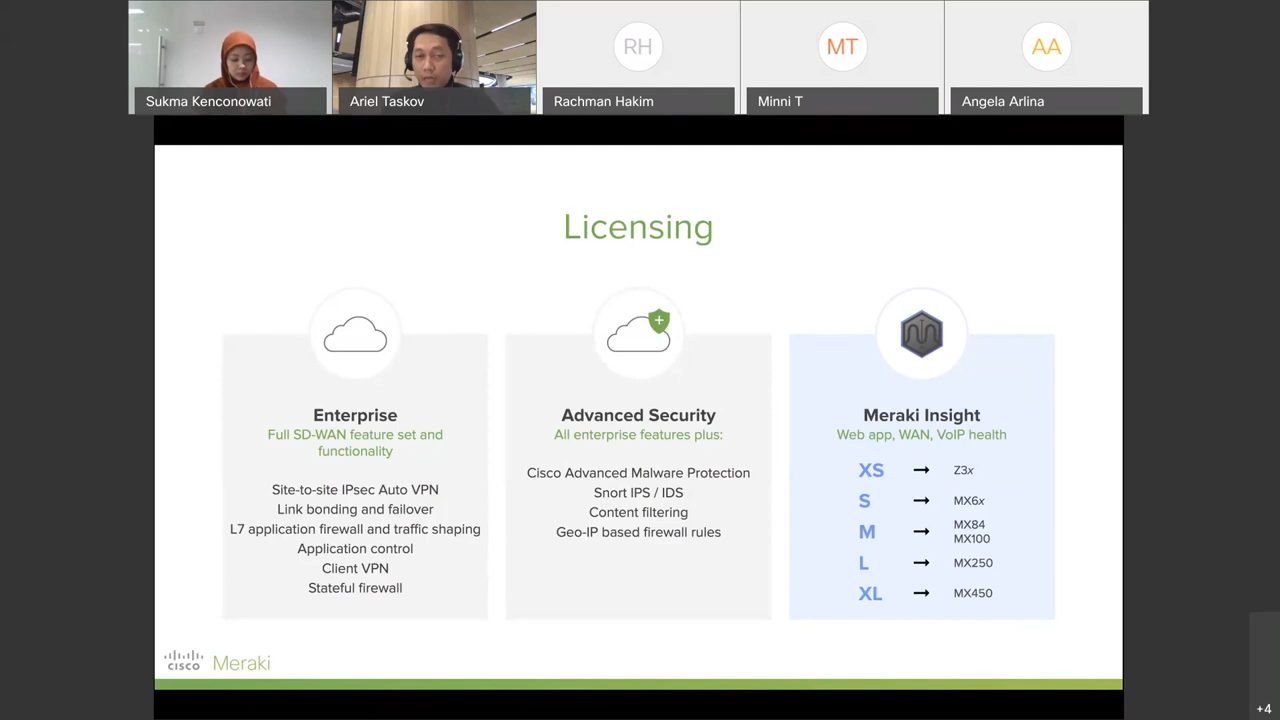 Sukma Kenconowati
Ariel Taskov
RH
Rachman Hakim
MT
Minni T
AA
Angela Arlina
Licensing
Enterprise
Full SD-WAN feature set and
functionality
Site-to-site IPsec Auto VPN
Link bonding and failover
L7 application firewall and traffic shaping
Application control
Client VPN
Stateful firewall
Advanced Security
All enterprise features plus:
Cisco Advanced Malware Protection
Snort IPS / IDS
Content filtering
Geo-IP based firewall rules
Meraki Insight
Web app, WAN, VoIP health
XS → Z3x
S → MX6x
M → MX84
MX100
L → MX250
XL → MX450
cisco Meraki
+4